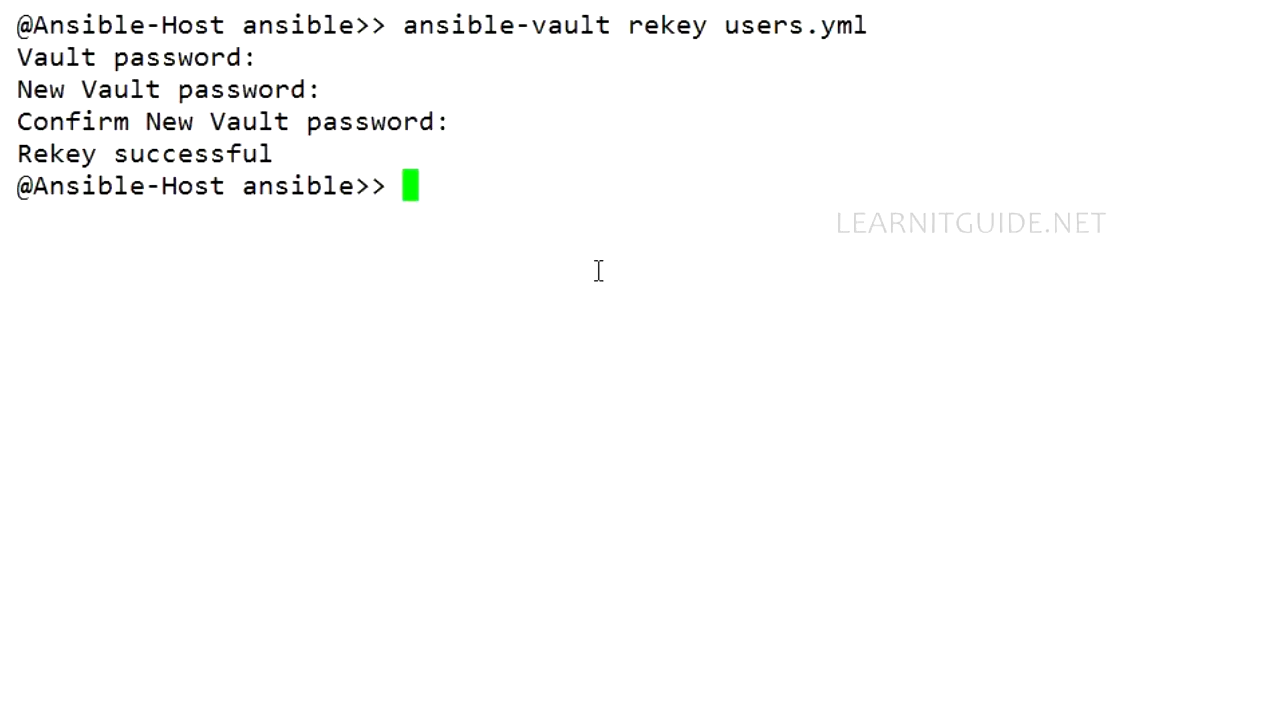 @Ansible-Host ansible>> ansible-vault rekey users.yml
Vault password:
New Vault password:
Confirm New Vault password:
Rekey successful
@Ansible-Host ansible>>
LEARNITGUIDE.NET